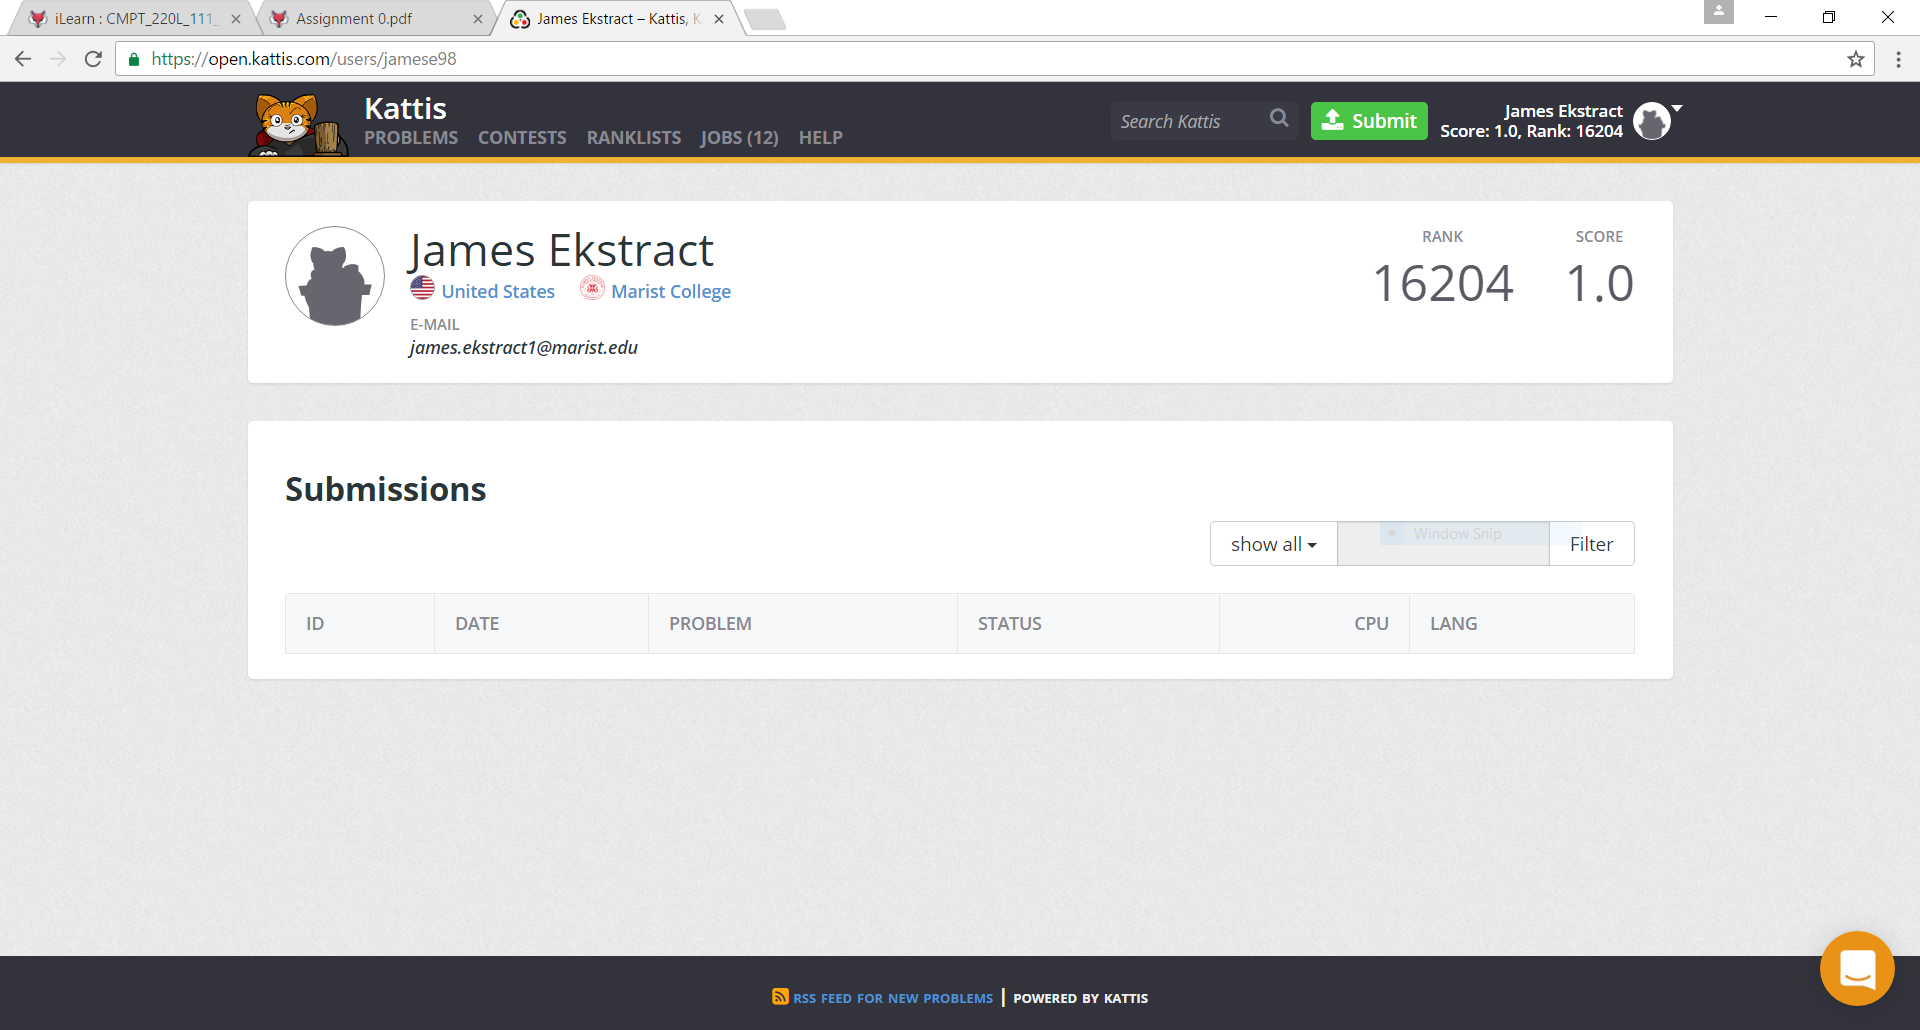 iLearn : CMPT_220L_111_
Assignment 0.pdf
James Ekstract – Kattis, K
https://open.kattis.com/users/jamese98
Kattis
PROBLEMS CONTESTS RANKLISTS JOBS (12) HELP
Search Kattis
Submit
James Ekstract
Score: 1.0, Rank: 16204
James Ekstract
United States Marist College
E-MAIL
james.ekstract1@marist.edu
RANK SCORE
16204 1.0
Submissions
show all Window Snip Filter
ID DATE PROBLEM STATUS CPU LANG
RSS FEED FOR NEW PROBLEMS | POWERED BY KATTIS